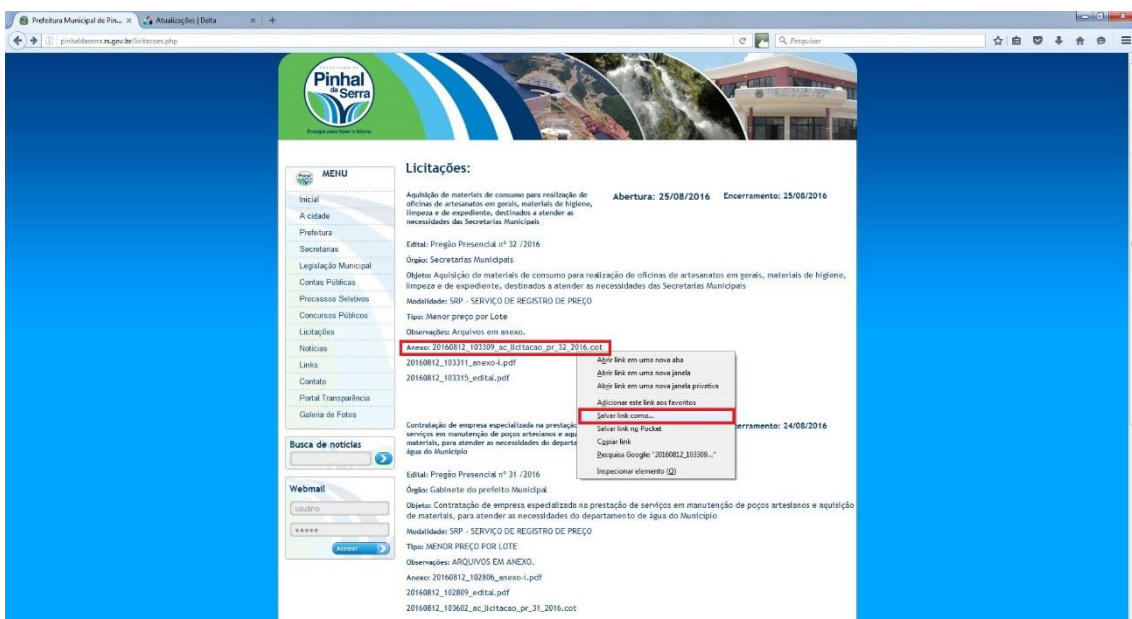 Prefeitura Municipal de Pin...
Atualizações | Delta
pinhaldaserra.rs.gov.br/licitacoes.php
Pesquisar
Pinhal
da Serra
Energia para fazer o futuro
MENU
Inicial
A cidade
Prefeitura
Secretarias
Legislação Municipal
Contas Públicas
Processos Seletivos
Concursos Públicos
Licitações
Notícias
Links
Contato
Portal Transparência
Galeria de Fotos
Busca de notícias
Webmail
usuário
*****
Acessar
Licitações:
Aquisição de materiais de consumo para realização de
oficinas de artesanatos em gerais, materiais de higiene,
limpeza e de expediente, destinados a atender as
necessidades das Secretarias Municipais
Abertura: 25/08/2016 Encerramento: 25/08/2016
Edital: Pregão Presencial nº 32 /2016
Órgão: Secretarias Municipais
Objeto: Aquisição de materiais de consumo para realização de oficinas de artesanatos em gerais, materiais de higiene,
limpeza e de expediente, destinados a atender as necessidades das Secretarias Municipais
Modalidade: SRP - SERVIÇO DE REGISTRO DE PREÇO
Tipo: Menor preço por Lote
Observações: Arquivos em anexo.
Anexo: 20160812_103309_ac_licitacao_pr_32_2016.cot
20160812_103311_anexo-i.pdf
20160812_103315_edital.pdf
Abrir link em uma nova aba
Abrir link em uma nova janela
Abrir link em uma nova janela privativa
Adicionar este link aos favoritos
Salvar link como...
Salvar link no Pocket
Copiar link
Pesquisa Google: "20160812_103309..."
Inspecionar elemento (Q)
Contratação de empresa especializada na prestação
serviços em manutenção de poços artesianos e aqu
materiais, para atender as necessidades do departa
água do Município
cerramento: 24/08/2016
Edital: Pregão Presencial nº 31 /2016
Órgão: Gabinete do prefeito Municipal
Objeto: Contratação de empresa especializada na prestação de serviços em manutenção de poços artesianos e aquisição
de materiais, para atender as necessidades do departamento de água do Município
Modalidade: SRP - SERVIÇO DE REGISTRO DE PREÇO
Tipo: MENOR PREÇO POR LOTE
Observações: ARQUIVOS EM ANEXO.
Anexo: 20160812_102806_anexo-i.pdf
20160812_102809_edital.pdf
20160812_103602_ac_licitacao_pr_31_2016.cot